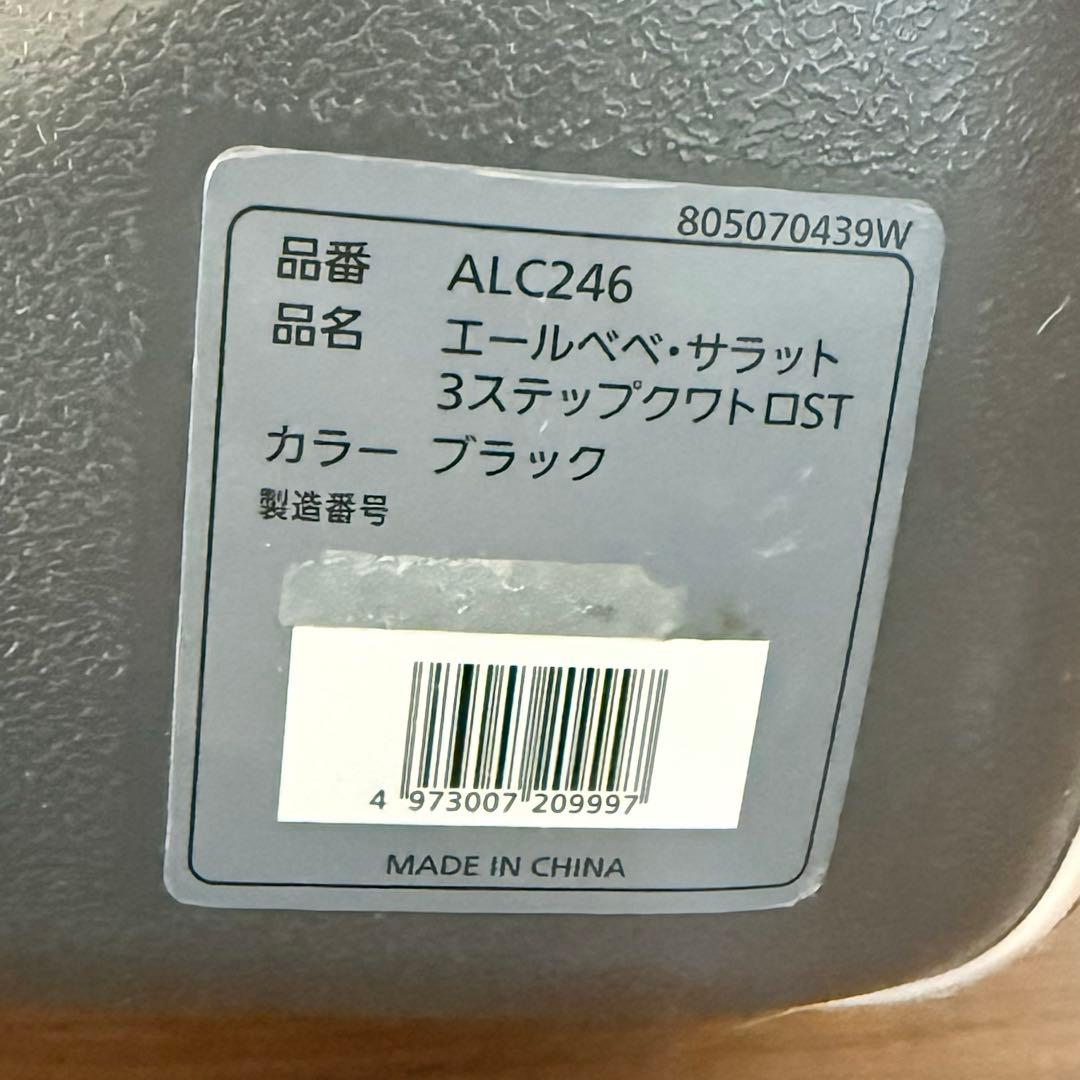 805070439W
品番 ALC246
品名 エールベベ・サラット
3ステップクワトロST
カラー ブラック
製造番号
4 973007 209997
MADE IN CHINA